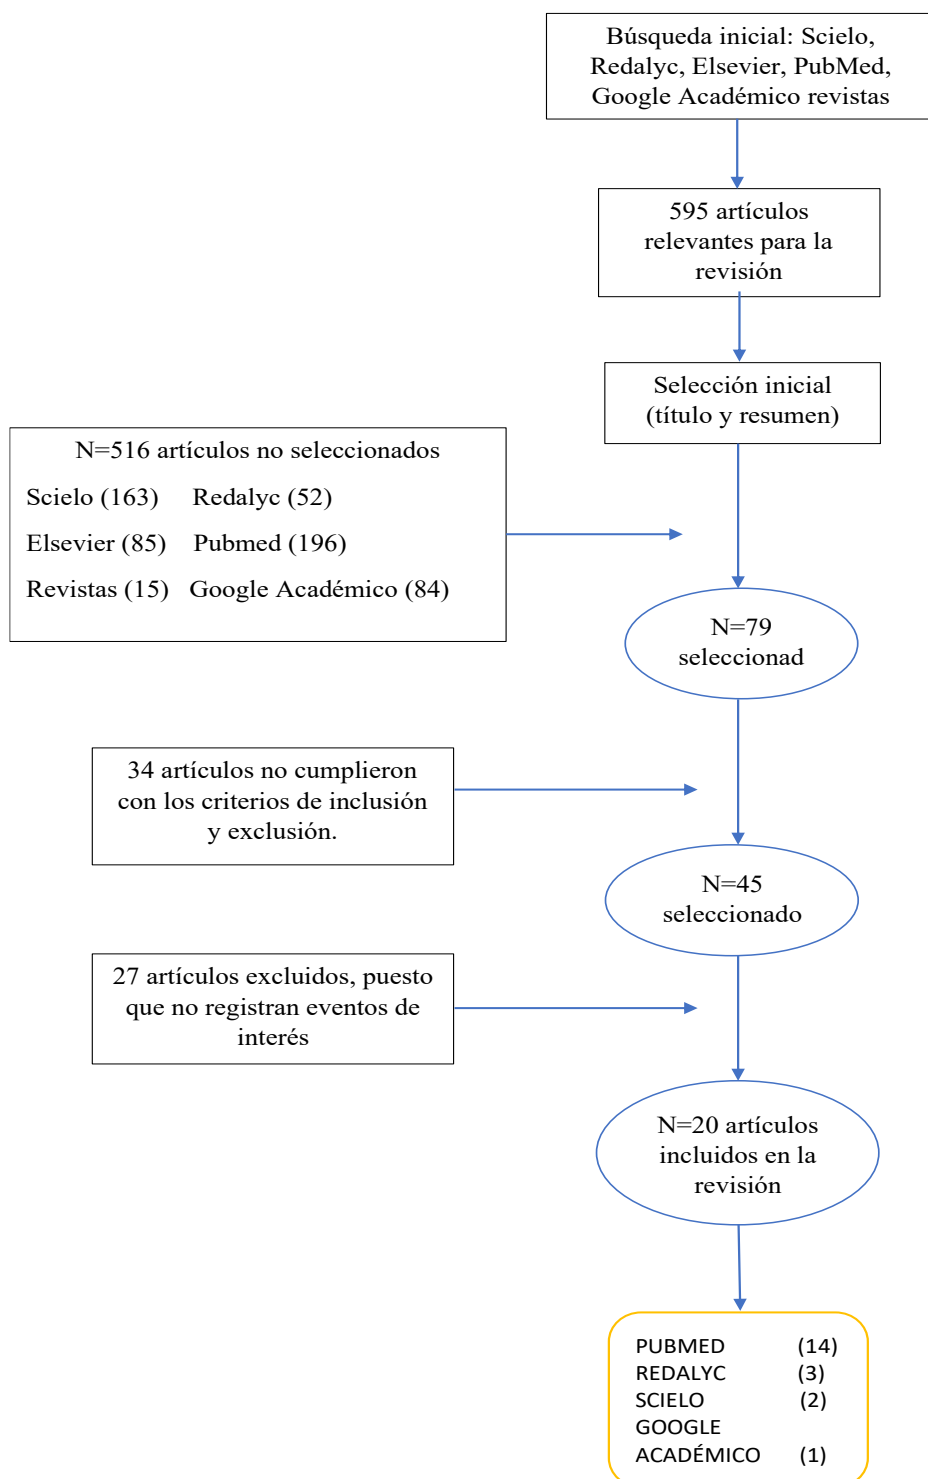 Búsqueda inicial: Scielo,
Redalyc, Elsevier, PubMed,
Google Académico revistas
595 artículos
relevantes para la
revisión
Selección inicial
(título y resumen)
N=516 artículos no seleccionados
Scielo (163) Redalyc (52)
Elsevier (85) Pubmed (196)
Revistas (15) Google Académico (84)
N=79
seleccionad
34 artículos no cumplieron
con los criterios de inclusión
y exclusión.
N=45
seleccionado
27 artículos excluidos, puesto
que no registran eventos de
interés
N=20 artículos
incluidos en la
revisión
PUBMED (14)
REDALYC (3)
SCIELO (2)
GOOGLE
ACADÉMICO (1)